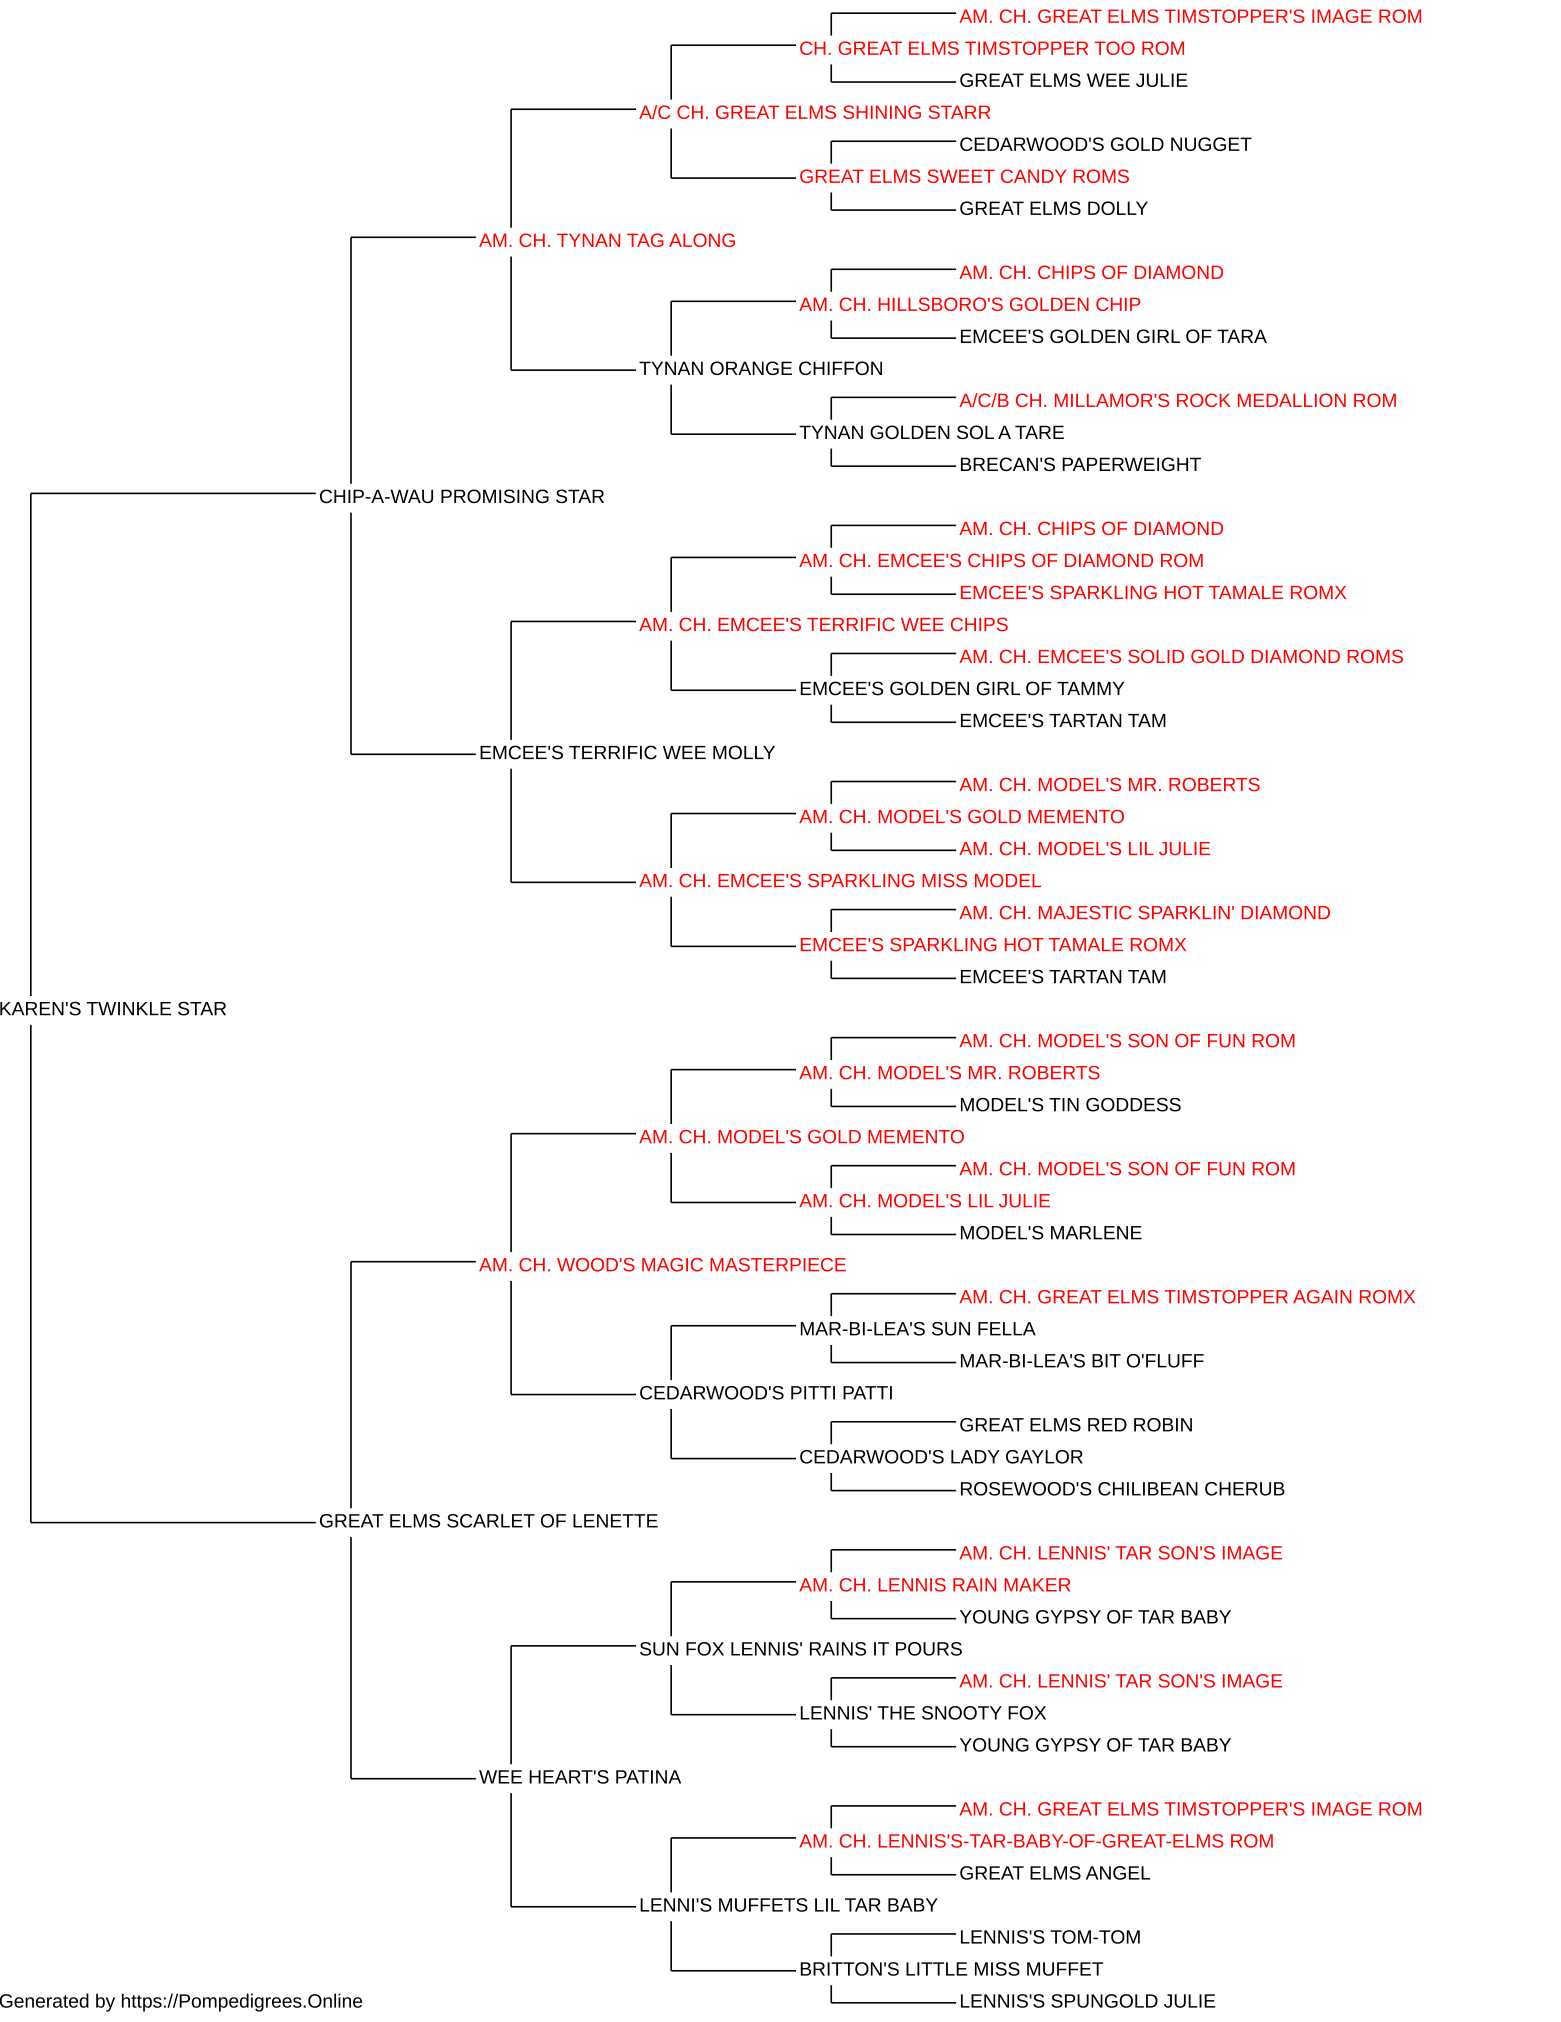 AM. CH. GREAT ELMS TIMSTOPPER'S IMAGE ROM
CH. GREAT ELMS TIMSTOPPER TOO ROM
GREAT ELMS WEE JULIE
A/C CH. GREAT ELMS SHINING STARR
CEDARWOOD'S GOLD NUGGET
GREAT ELMS SWEET CANDY ROMS
GREAT ELMS DOLLY
AM. CH. TYNAN TAG ALONG
AM. CH. CHIPS OF DIAMOND
AM. CH. HILLSBORO'S GOLDEN CHIP
EMCEE'S GOLDEN GIRL OF TARA
TYNAN ORANGE CHIFFON
A/C/B CH. MILLAMOR'S ROCK MEDALLION ROM
TYNAN GOLDEN SOL A TARE
BRECAN'S PAPERWEIGHT
CHIP-A-WAU PROMISING STAR
AM. CH. CHIPS OF DIAMOND
AM. CH. EMCEE'S CHIPS OF DIAMOND ROM
EMCEE'S SPARKLING HOT TAMALE ROMX
AM. CH. EMCEE'S TERRIFIC WEE CHIPS
AM. CH. EMCEE'S SOLID GOLD DIAMOND ROMS
EMCEE'S GOLDEN GIRL OF TAMMY
EMCEE'S TARTAN TAM
EMCEE'S TERRIFIC WEE MOLLY
AM. CH. MODEL'S MR. ROBERTS
AM. CH. MODEL'S GOLD MEMENTO
AM. CH. MODEL'S LIL JULIE
AM. CH. EMCEE'S SPARKLING MISS MODEL
AM. CH. MAJESTIC SPARKLIN' DIAMOND
EMCEE'S SPARKLING HOT TAMALE ROMX
EMCEE'S TARTAN TAM
KAREN'S TWINKLE STAR
AM. CH. MODEL'S SON OF FUN ROM
AM. CH. MODEL'S MR. ROBERTS
MODEL'S TIN GODDESS
AM. CH. MODEL'S GOLD MEMENTO
AM. CH. MODEL'S SON OF FUN ROM
AM. CH. MODEL'S LIL JULIE
MODEL'S MARLENE
AM. CH. WOOD'S MAGIC MASTERPIECE
AM. CH. GREAT ELMS TIMSTOPPER AGAIN ROMX
MAR-BI-LEA'S SUN FELLA
MAR-BI-LEA'S BIT O'FLUFF
CEDARWOOD'S PITTI PATTI
GREAT ELMS RED ROBIN
CEDARWOOD'S LADY GAYLOR
ROSEWOOD'S CHILIBEAN CHERUB
GREAT ELMS SCARLET OF LENETTE
AM. CH. LENNIS' TAR SON'S IMAGE
AM. CH. LENNIS RAIN MAKER
YOUNG GYPSY OF TAR BABY
SUN FOX LENNIS' RAINS IT POURS
AM. CH. LENNIS' TAR SON'S IMAGE
LENNIS' THE SNOOTY FOX
YOUNG GYPSY OF TAR BABY
WEE HEART'S PATINA
AM. CH. GREAT ELMS TIMSTOPPER'S IMAGE ROM
AM. CH. LENNIS'S-TAR-BABY-OF-GREAT-ELMS ROM
GREAT ELMS ANGEL
LENNI'S MUFFETS LIL TAR BABY
LENNIS'S TOM-TOM
BRITTON'S LITTLE MISS MUFFET
LENNIS'S SPUNGOLD JULIE
Generated by https://Pompedigrees.Online